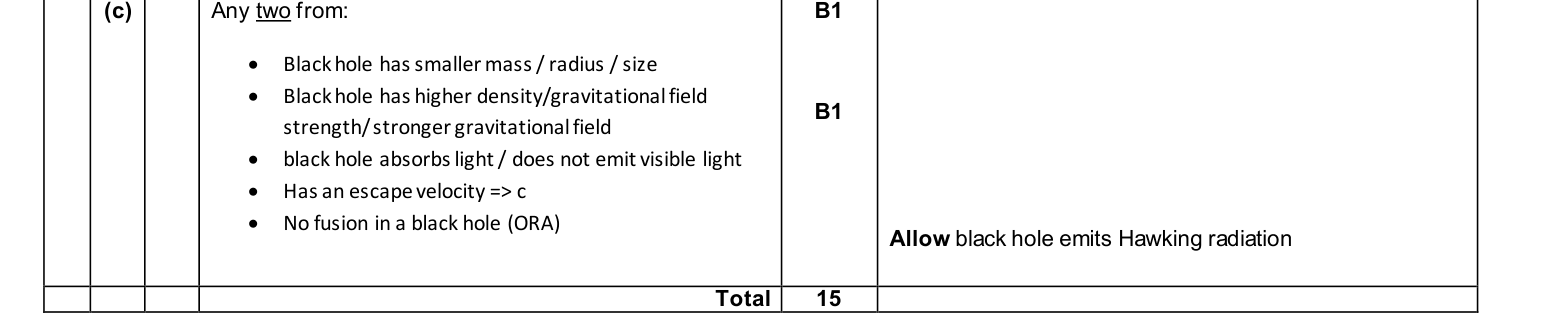 (c) Any two from: B1
• Black hole has smaller mass / radius / size
• Black hole has higher density/gravitational field
strength/ stronger gravitational field B1
• black hole absorbs light / does not emit visible light
• Has an escape velocity => c
• No fusion in a black hole (ORA)
Allow black hole emits Hawking radiation
Total 15